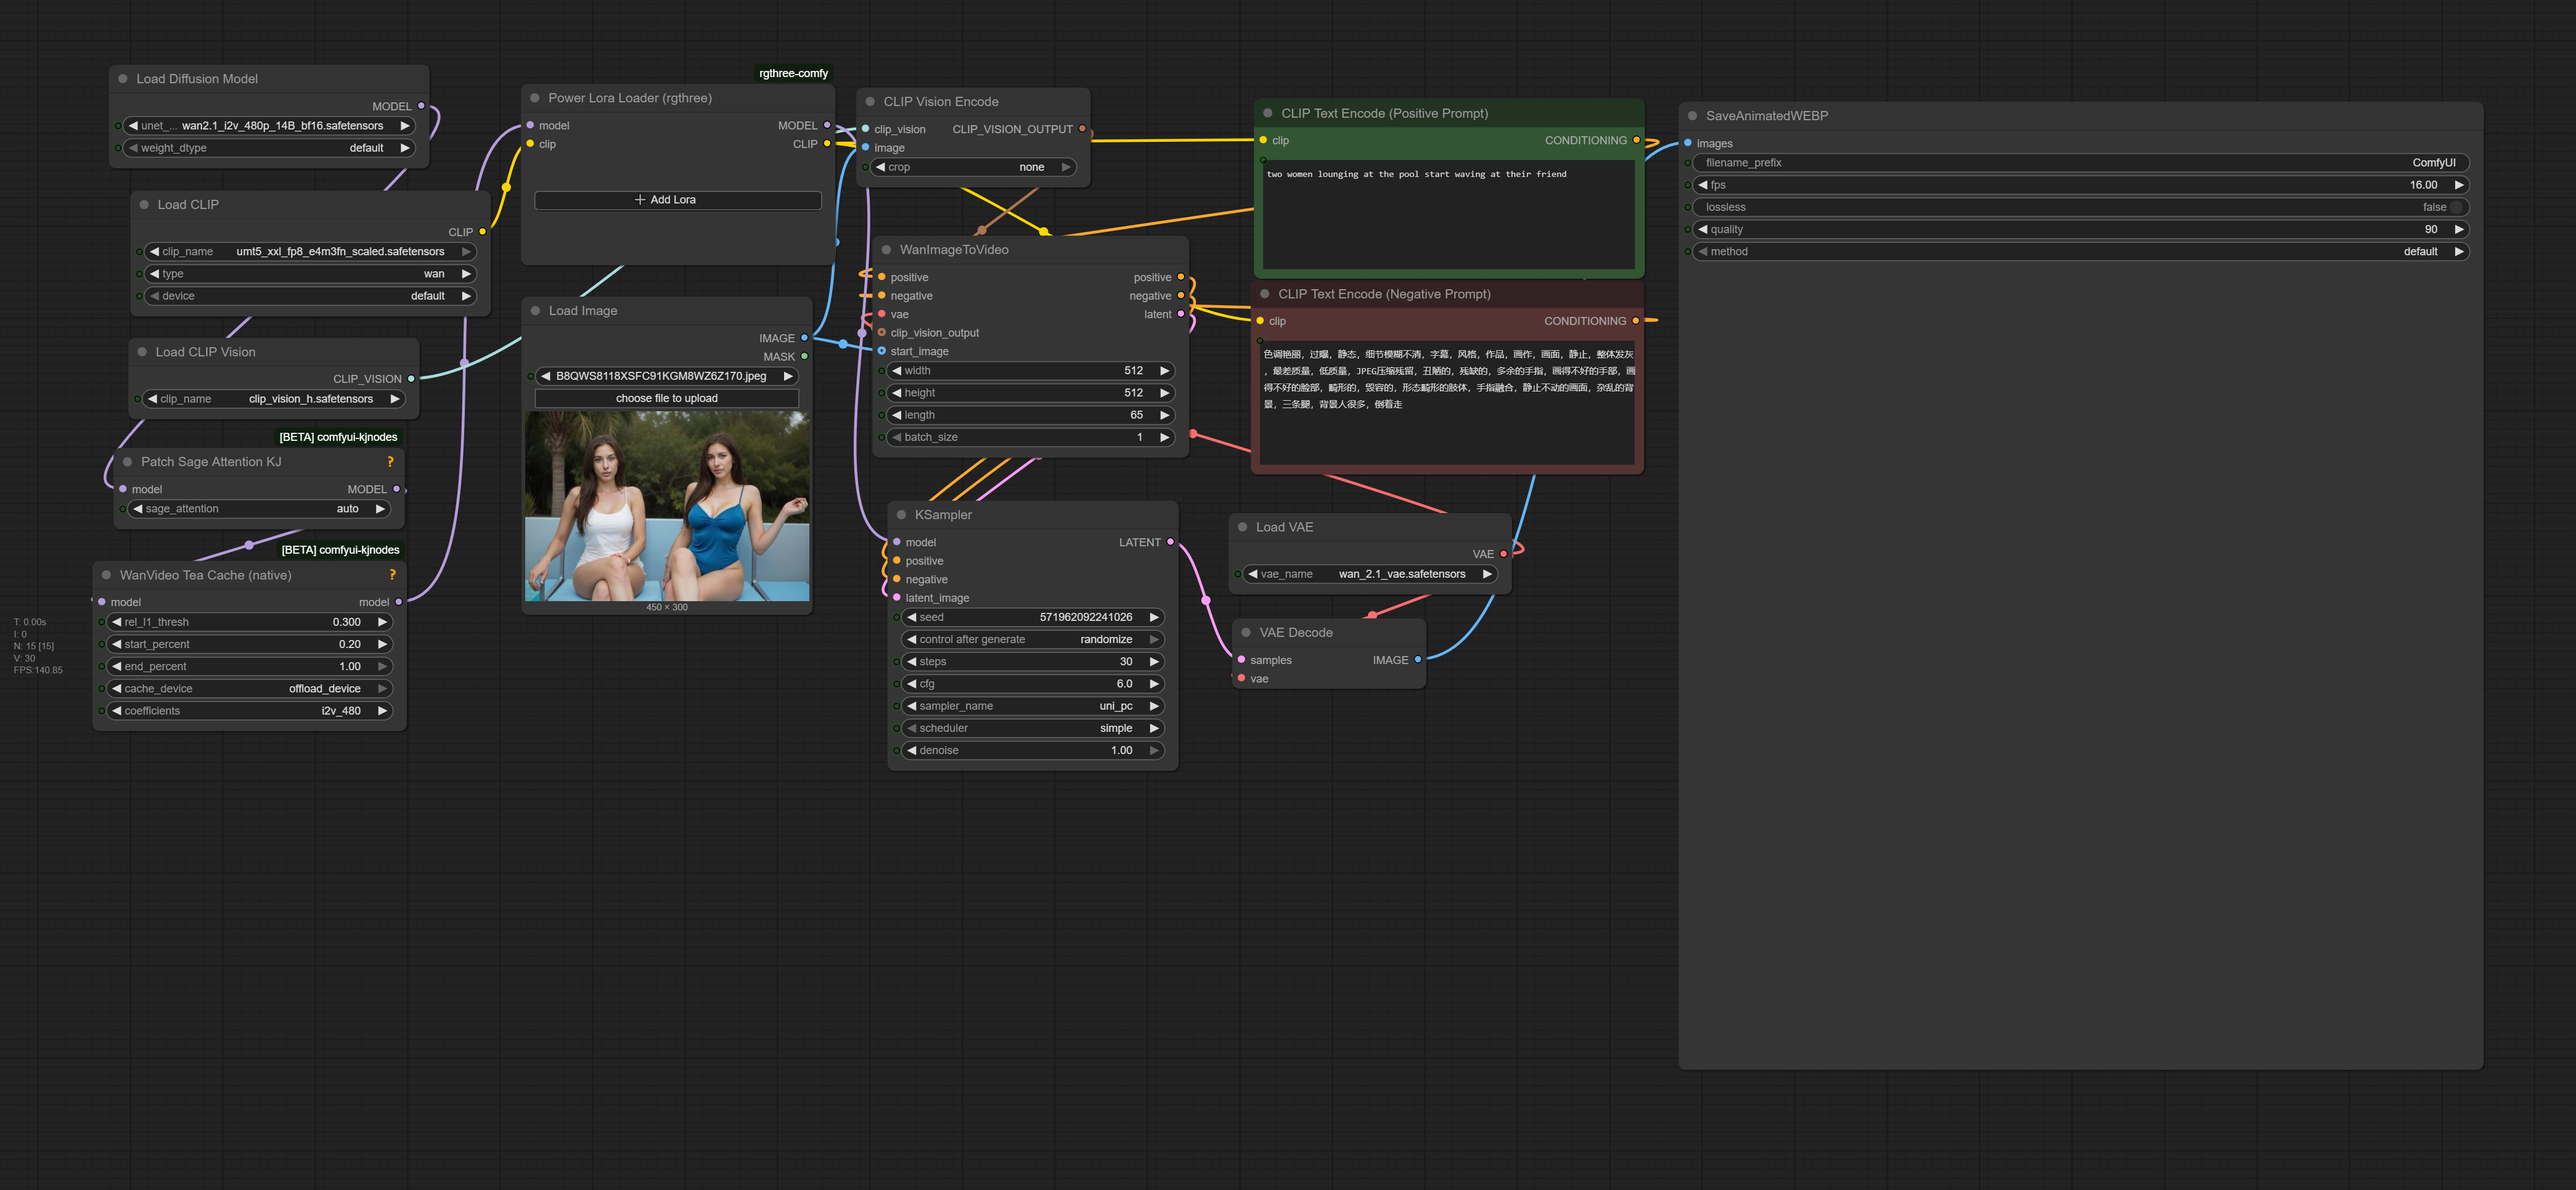 Load Diffusion Model
MODEL
unet_... wan2.1_i2v_480p_14B_bf16.safetensors
weight_dtype default
Load CLIP
CLIP
clip_name umt5_xxl_fp8_e4m3fn_scaled.safetensors
type wan
device default
Load CLIP Vision
CLIP_VISION
clip_name clip_vision_h.safetensors
[BETA] comfyui-kjnodes
Patch Sage Attention KJ ?
model MODEL
sage_attention auto
[BETA] comfyui-kjnodes
WanVideo Tea Cache (native) ?
model model
rel_l1_thresh 0.300
start_percent 0.20
end_percent 1.00
cache_device offload_device
coefficients i2v_480
T: 0.00s
I: 0
N: 15 [15]
V: 30
FPS:140.85
rgthree-comfy
Power Lora Loader (rgthree)
model MODEL
clip CLIP
+ Add Lora
Load Image
IMAGE
MASK
B8QWS8118XSFC91KGM8WZ6Z170.jpeg
choose file to upload
450 × 300
CLIP Vision Encode
clip_vision CLIP_VISION_OUTPUT
image
crop none
WanImageToVideo
positive positive
negative negative
vae latent
clip_vision_output
start_image
width 512
height 512
length 65
batch_size 1
KSampler
model LATENT
positive
negative
latent_image
seed 571962092241026
control after generate randomize
steps 30
cfg 6.0
sampler_name uni_pc
scheduler simple
denoise 1.00
CLIP Text Encode (Positive Prompt)
clip CONDITIONING
two women lounging at the pool start waving at their friend
CLIP Text Encode (Negative Prompt)
clip CONDITIONING
色调艳丽，过曝，静态，细节模糊不清，字幕，风格，作品，画作，画面，静止，整体发灰
，最差质量，低质量，JPEG压缩残留，丑陋的，残缺的，多余的手指，画得不好的手部，画
得不好的脸部，畸形的，毁容的，形态畸形的肢体，手指融合，静止不动的画面，杂乱的背
景，三条腿，背景人很多，倒着走
Load VAE
VAE
vae_name wan_2.1_vae.safetensors
VAE Decode
samples IMAGE
vae
SaveAnimatedWEBP
images
filename_prefix ComfyUI
fps 16.00
lossless false
quality 90
method default